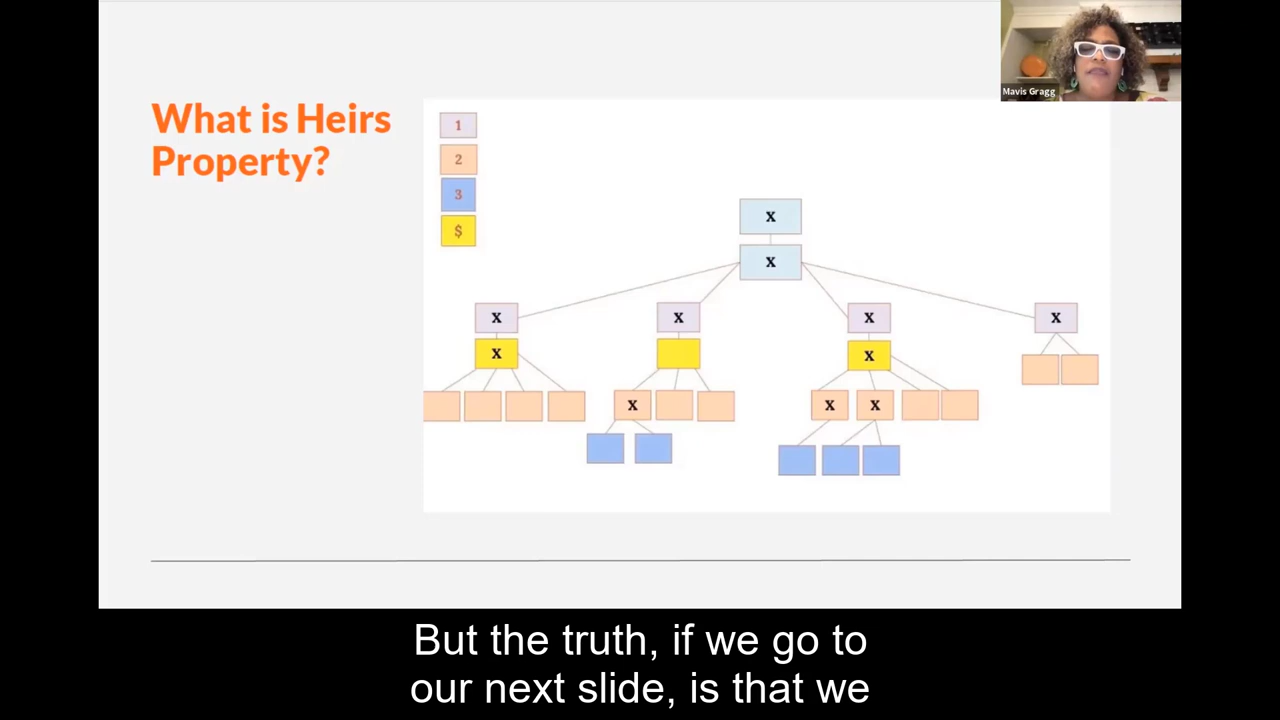 Mavis Gragg
What is Heirs
Property?
1
2
3
$
X
X
X X X X
X X
X X X
But the truth, if we go to
our next slide, is that we